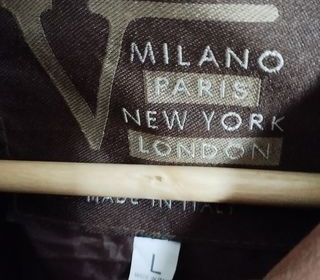 V
MILANO
PARIS
NEW YORK
LONDON
MADE IN ITALY
L